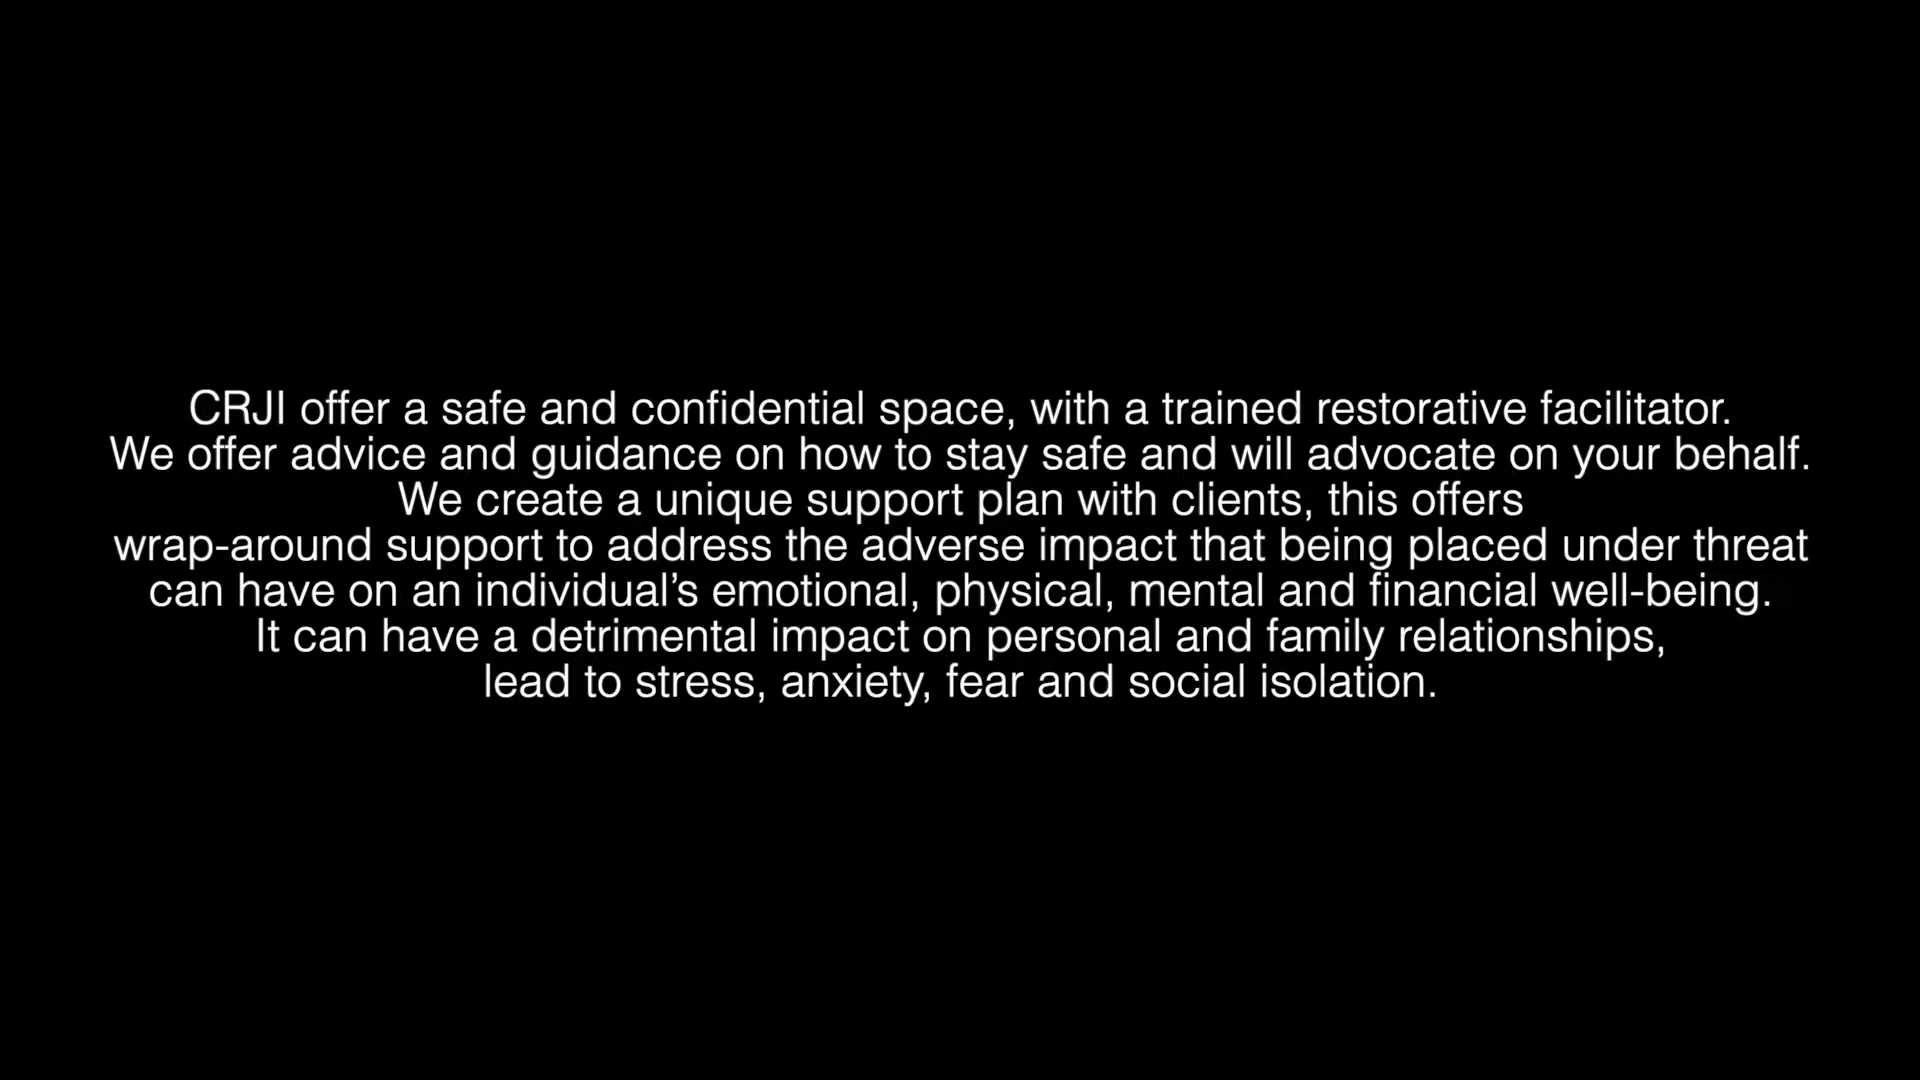 CRJI offer a safe and confidential space, with a trained restorative facilitator.
We offer advice and guidance on how to stay safe and will advocate on your behalf.
We create a unique support plan with clients, this offers
wrap-around support to address the adverse impact that being placed under threat
can have on an individual’s emotional, physical, mental and financial well-being.
It can have a detrimental impact on personal and family relationships,
lead to stress, anxiety, fear and social isolation.